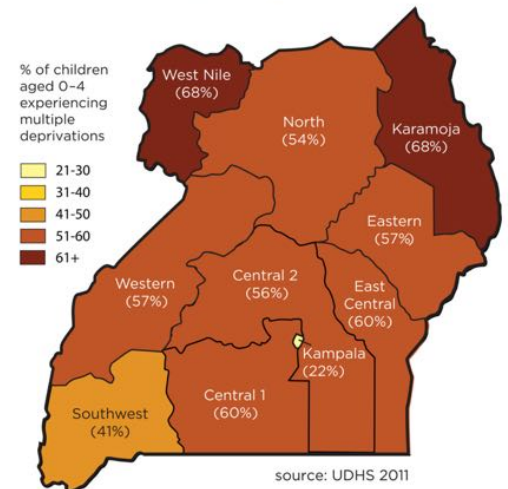 % of children
aged 0–4
experiencing
multiple
deprivations
21-30
31-40
41-50
51-60
61+
West Nile
(68%)
North
(54%)
Karamoja
(68%)
Eastern
(57%)
Western
(57%)
Central 2
(56%)
East
Central
(60%)
Kampala
(22%)
Central 1
(60%)
Southwest
(41%)
source: UDHS 2011